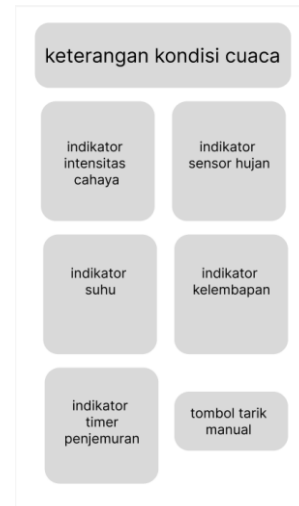 keterangan kondisi cuaca
indikator
intensitas
cahaya
indikator
sensor hujan
indikator
suhu
indikator
kelembapan
indikator
timer
penjemuran
tombol tarik
manual